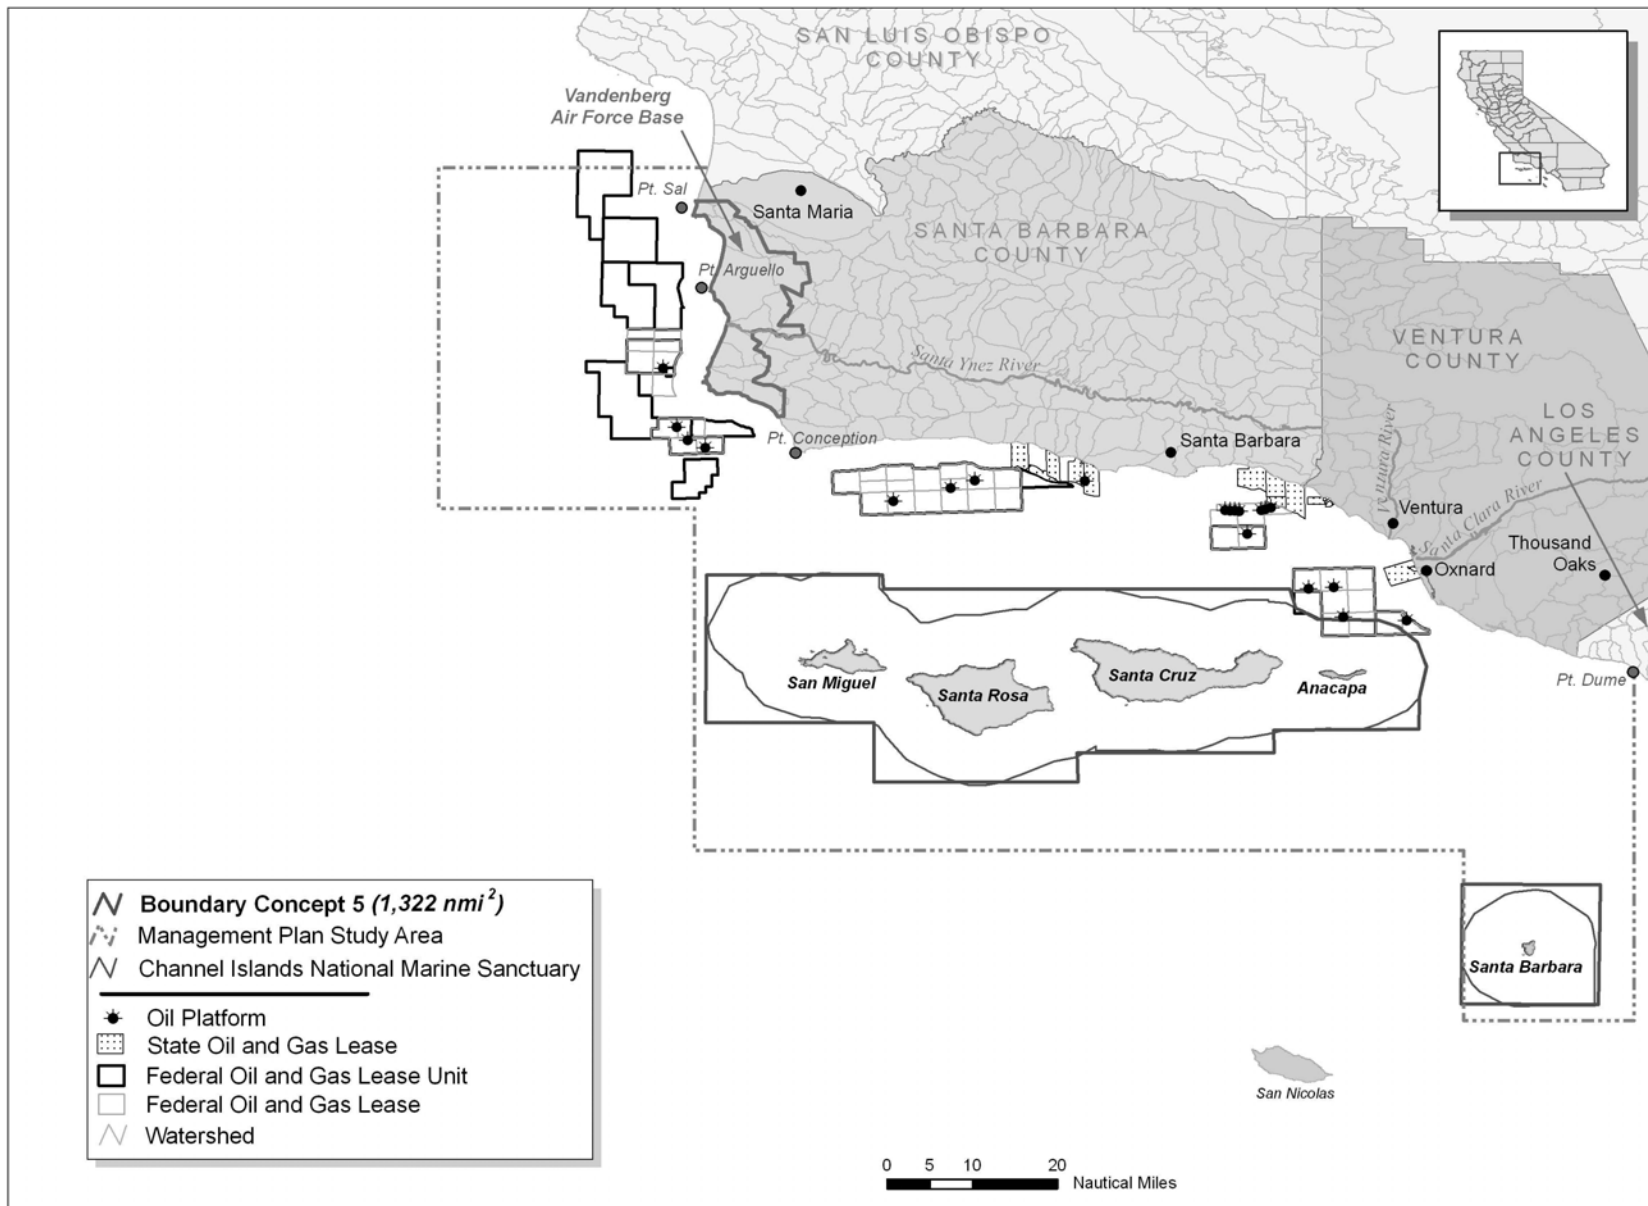 SAN LUIS OBISPO
COUNTY
Vandenberg
Air Force Base
Pt. Sal
Santa Maria
SANTA BARBARA
COUNTY
Pt. Arguello
VENTURA
COUNTY
Santa Ynez River
LOS
ANGELES
COUNTY
Pt. Conception
Santa Barbara
Ventura River
Ventura
Santa Clara River
Thousand
Oaks
Oxnard
San Miguel
Santa Rosa
Santa Cruz
Anacapa
Pt. Dume
Boundary Concept 5 (1,322 nmi²)
Management Plan Study Area
Channel Islands National Marine Sanctuary
Oil Platform
State Oil and Gas Lease
Federal Oil and Gas Lease Unit
Federal Oil and Gas Lease
Watershed
Santa Barbara
San Nicolas
0 5 10 20
Nautical Miles